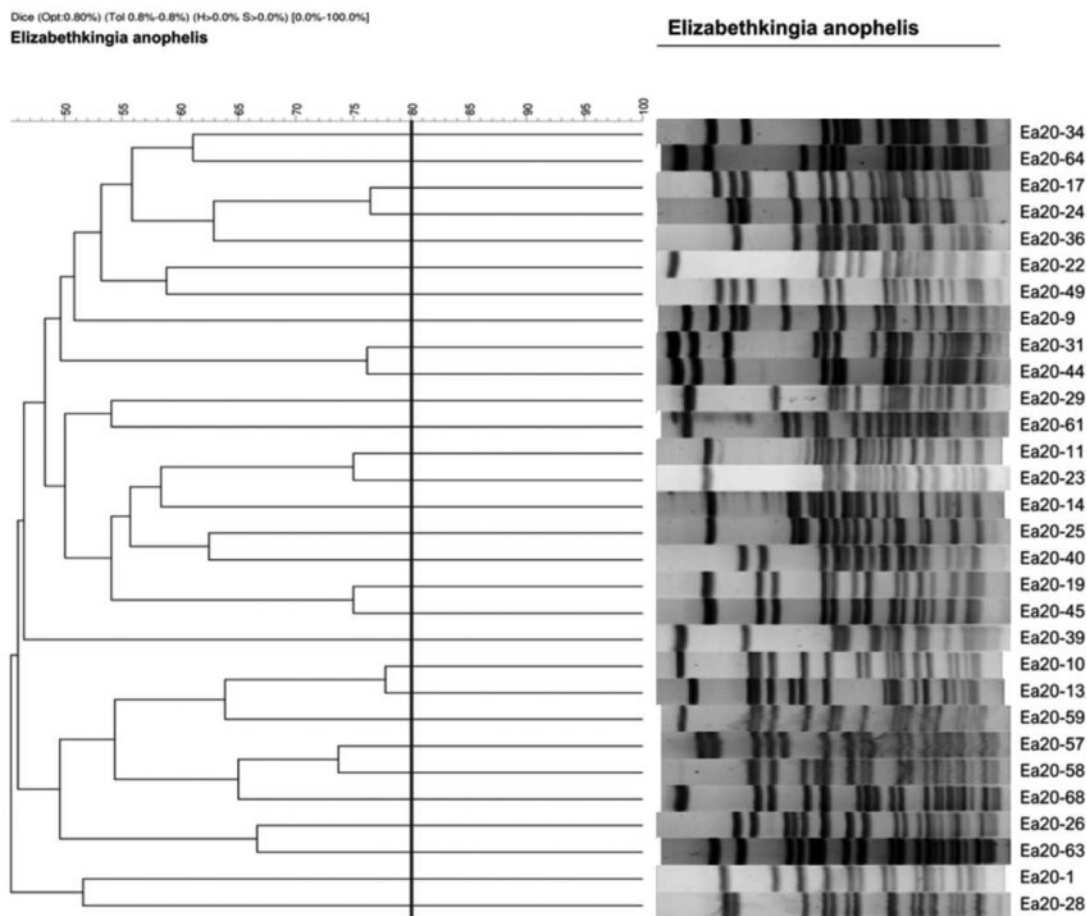 Dice (Opt:0.80%) (Tol 0.8%-0.8%) (H>0.0% S>0.0%) [0.0%-100.0%]
Elizabethkingia anophelis
Elizabethkingia anophelis
50 55 60 65 70 75 80 85 90 95 100
Ea20-34
Ea20-64
Ea20-17
Ea20-24
Ea20-36
Ea20-22
Ea20-49
Ea20-9
Ea20-31
Ea20-44
Ea20-29
Ea20-61
Ea20-11
Ea20-23
Ea20-14
Ea20-25
Ea20-40
Ea20-19
Ea20-45
Ea20-39
Ea20-10
Ea20-13
Ea20-59
Ea20-57
Ea20-58
Ea20-68
Ea20-26
Ea20-63
Ea20-1
Ea20-28